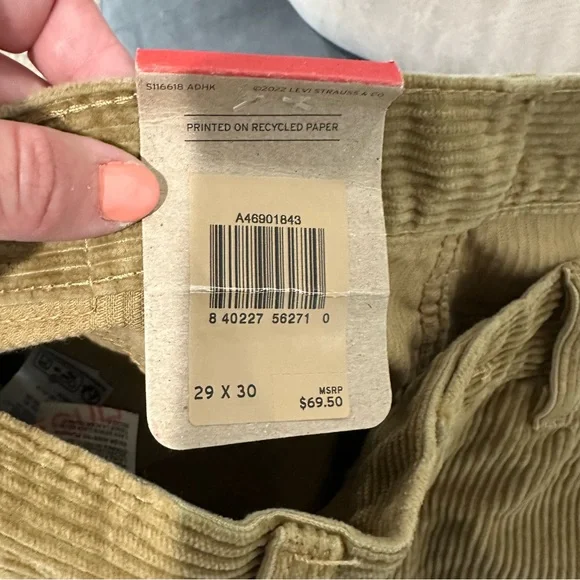 S116618 ADHK ©2022 LEVI STRAUSS & CO.
PRINTED ON RECYCLED PAPER
A46901843
8 40227 56271 0
29 X 30
MSRP
$69.50